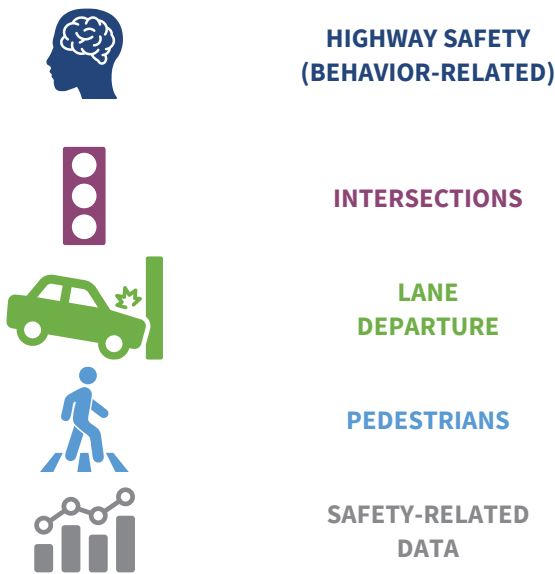 HIGHWAY SAFETY
(BEHAVIOR-RELATED)
INTERSECTIONS
LANE
DEPARTURE
PEDESTRIANS
SAFETY-RELATED
DATA